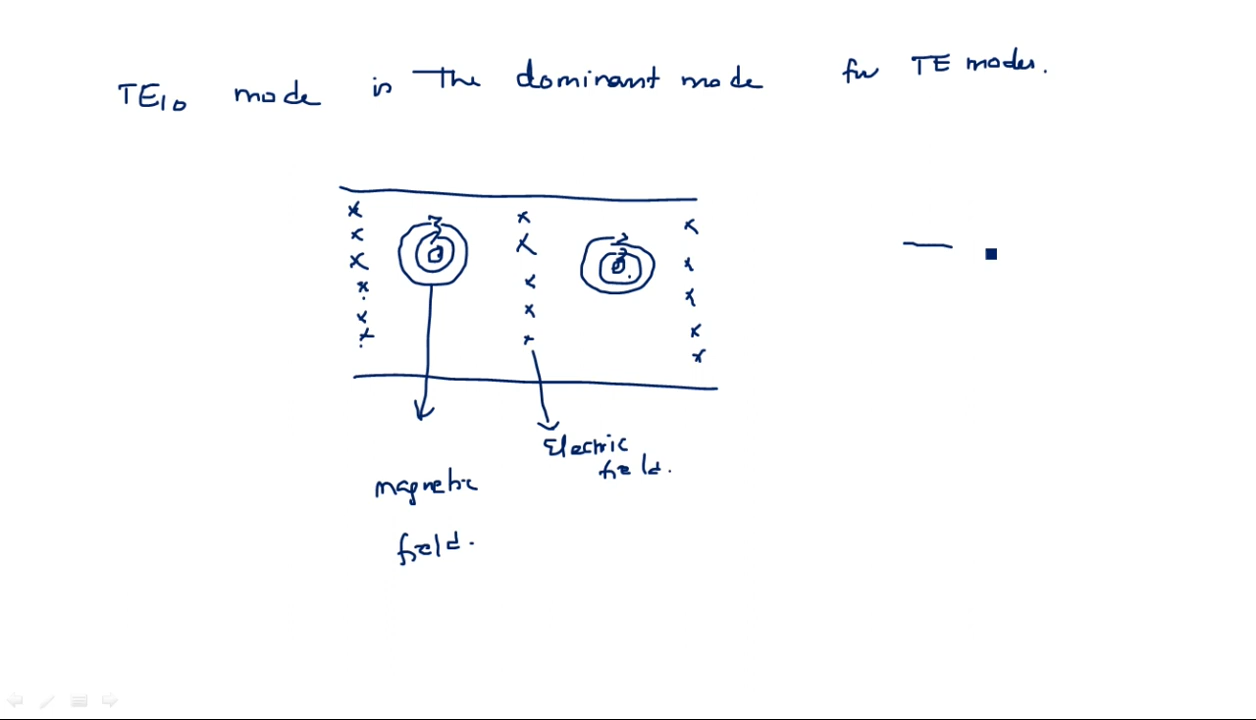 TE10 mode is the dominant mode for TE modes.
Electric
field.
magnetic
field.